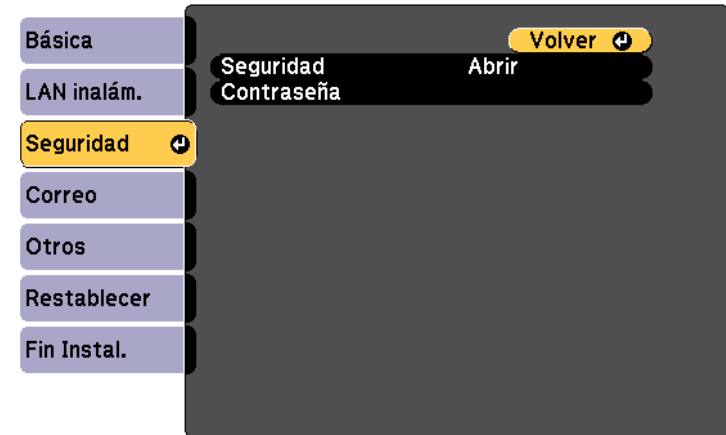 Básica
LAN inalám.
Seguridad
Correo
Otros
Restablecer
Fin Instal.
Volver
Seguridad Abrir
Contraseña